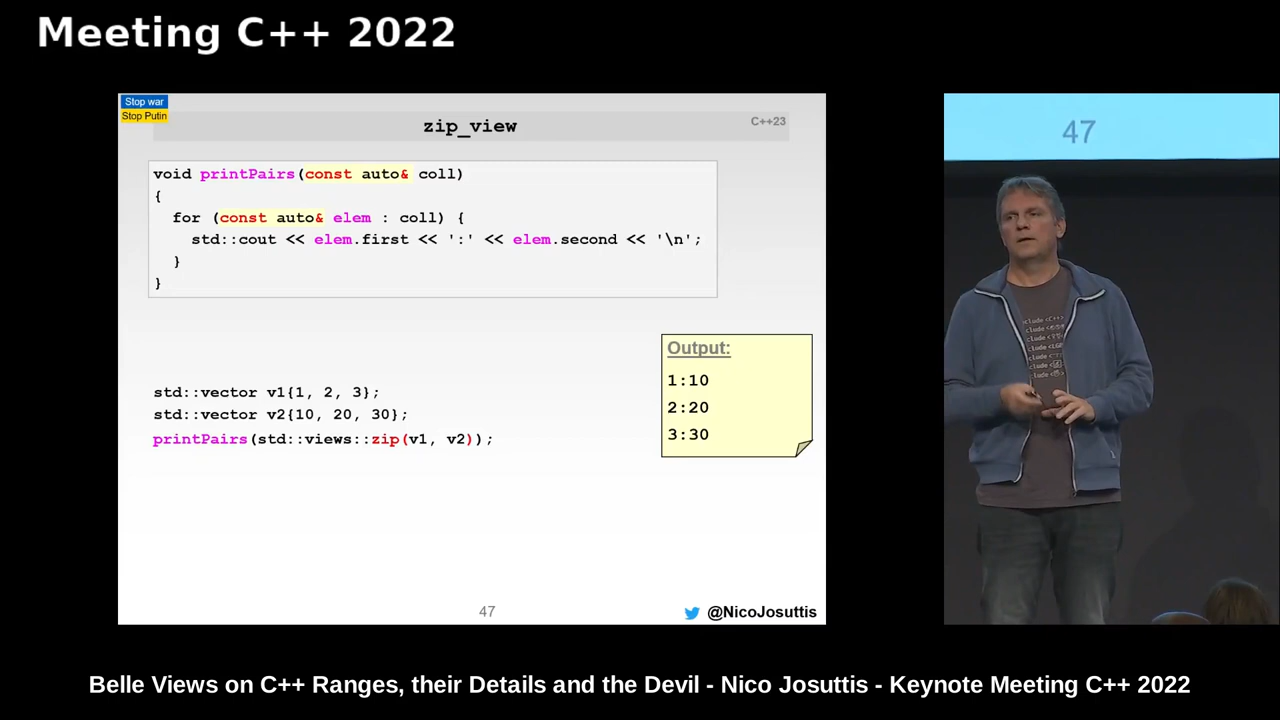 Meeting C++ 2022
Stop war
Stop Putin
zip_view
C++23
void printPairs(const auto& coll)
{
for (const auto& elem : coll) {
std::cout << elem.first << ':' << elem.second << '\n';
}
}
Output:
1:10
2:20
3:30
std::vector v1{1, 2, 3};
std::vector v2{10, 20, 30};
printPairs(std::views::zip(v1, v2));
47
@NicoJosuttis
47
clude <C++>
Belle Views on C++ Ranges, their Details and the Devil - Nico Josuttis - Keynote Meeting C++ 2022